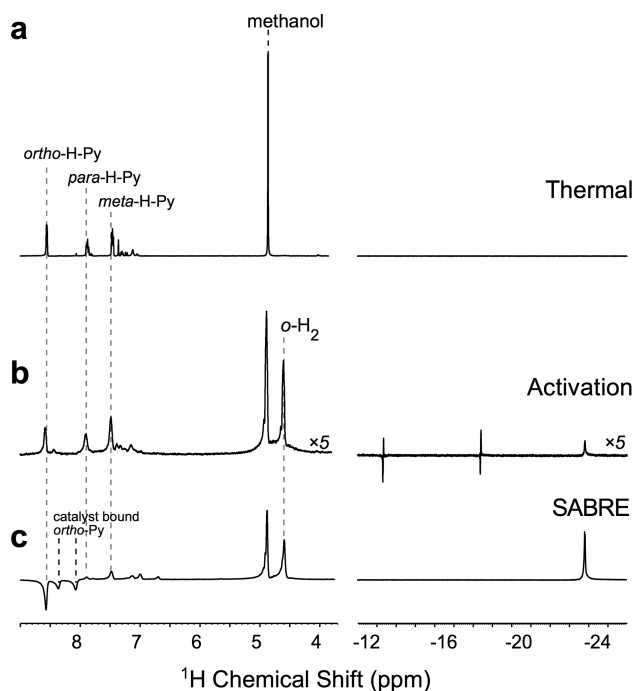 a
methanol
ortho-H-Py
para-H-Py
meta-H-Py
Thermal
b
o-H2
Activation
×5
×5
SABRE
c
catalyst bound
ortho-Py
8 7 6 5 4 -12 -16 -20 -24
1H Chemical Shift (ppm)